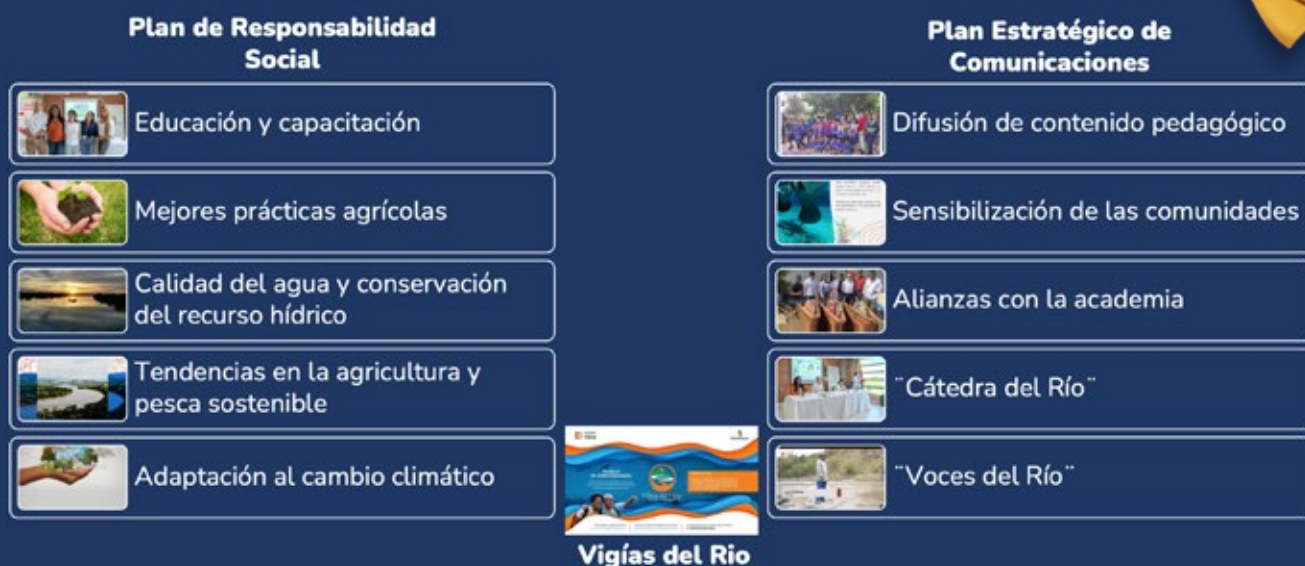 Plan de Responsabilidad
Social
Educación y capacitación
Mejores prácticas agrícolas
Calidad del agua y conservación
del recurso hídrico
Tendencias en la agricultura y
pesca sostenible
Adaptación al cambio climático
Vigías del Rio
Plan Estratégico de
Comunicaciones
Difusión de contenido pedagógico
Sensibilización de las comunidades
Alianzas con la academia
¨Cátedra del Río¨
¨Voces del Río¨